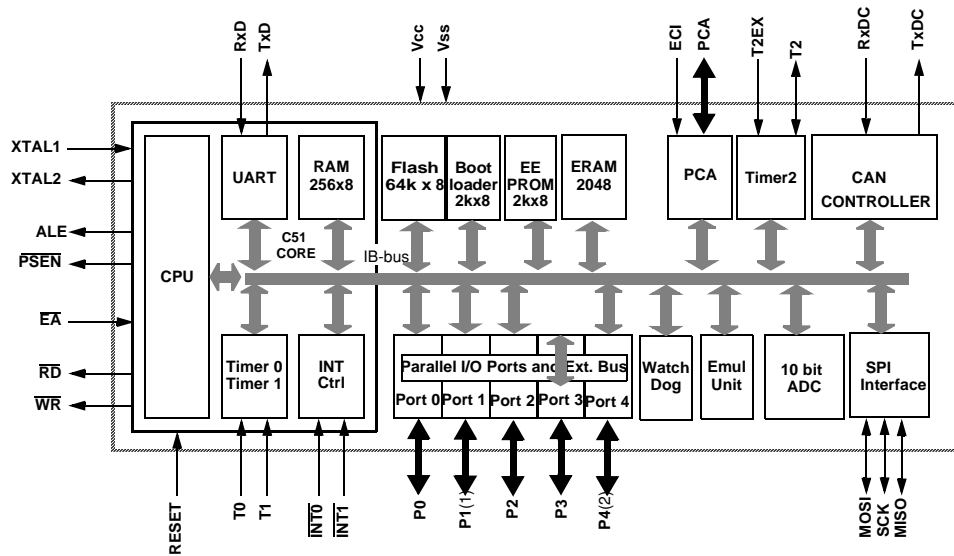 RxD
TxD
Vcc
Vss
ECI
PCA
T2EX
T2
RxDC
TxDC
XTAL1
XTAL2
ALE
PSEN
EA
RD
WR
CPU
UART
RAM
256x8
C51
CORE
IB-bus
Flash
64k x 8
Boot
loader
2kx8
EE
PROM
2kx8
ERAM
2048
PCA
Timer2
CAN
CONTROLLER
Timer 0
Timer 1
INT
Ctrl
Parallel I/O Ports and Ext. Bus
Port 0
Port 1
Port 2
Port 3
Port 4
Watch
Dog
Emul
Unit
10 bit
ADC
SPI
Interface
RESET
T0
T1
INT0
INT1
P0
P1(1)
P2
P3
P4(2)
MOSI
SCK
MISO